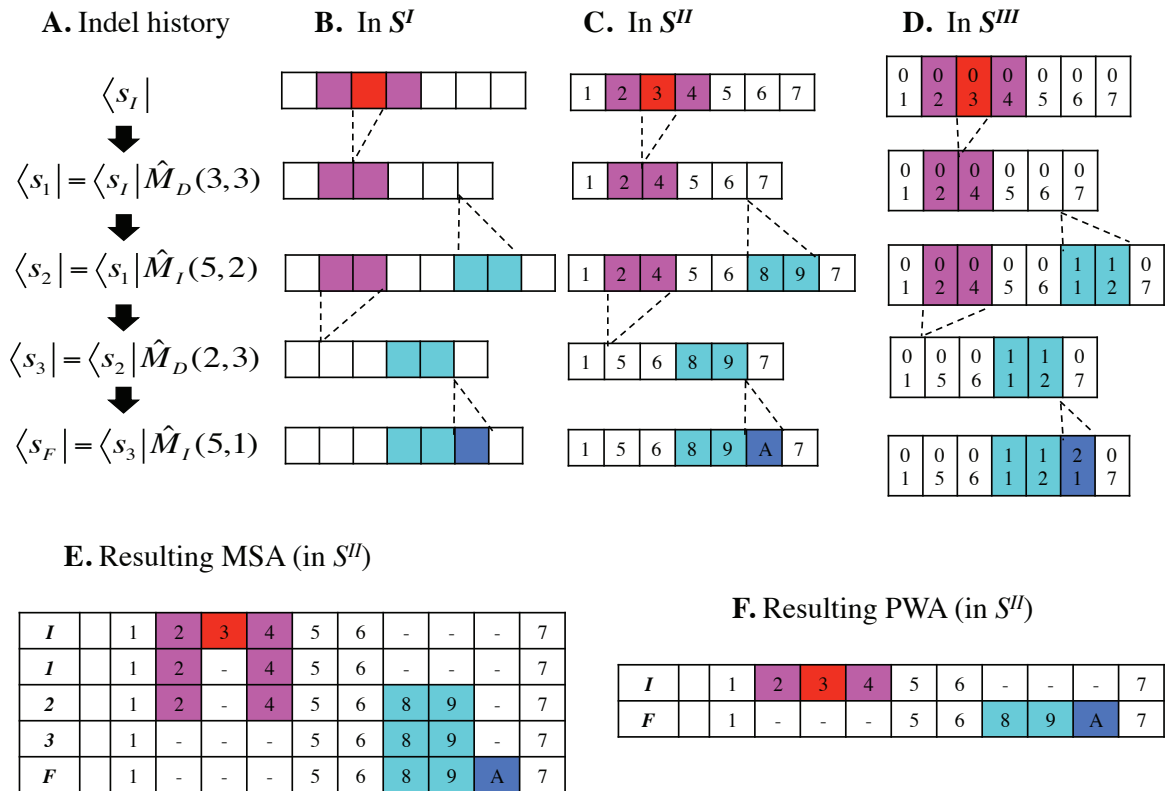 A. Indel history
B. In S^I
C. In S^II
D. In S^III
⟨s_I|
1 2 3 4 5 6 7
0 0 0 0 0 0 0
1 2 3 4 5 6 7
⟨s_1| = ⟨s_I| M̂_D(3,3)
1 2 4 5 6 7
0 0 0 0 0 0
1 2 4 5 6 7
⟨s_2| = ⟨s_1| M̂_I(5,2)
1 2 4 5 6 8 9 7
0 0 0 0 0 1 1 0
1 2 4 5 6 1 2 7
⟨s_3| = ⟨s_2| M̂_D(2,3)
1 5 6 8 9 7
0 0 0 1 1 0
1 5 6 1 2 7
⟨s_F| = ⟨s_3| M̂_I(5,1)
1 5 6 8 9 A 7
0 0 0 1 1 2 0
1 5 6 1 2 1 7
E. Resulting MSA (in S^II)
I 1 2 3 4 5 6 - - - 7
1 1 2 - 4 5 6 - - - 7
2 1 2 - 4 5 6 8 9 - 7
3 1 - - - 5 6 8 9 - 7
F 1 - - - 5 6 8 9 A 7
F. Resulting PWA (in S^II)
I 1 2 3 4 5 6 - - - 7
F 1 - - - 5 6 8 9 A 7